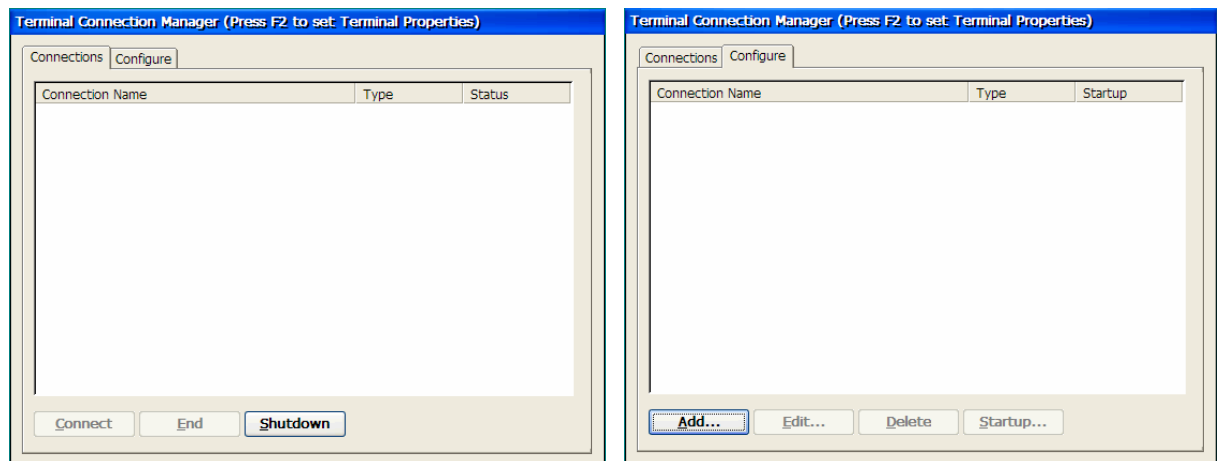 Terminal Connection Manager (Press F2 to set Terminal Properties)
Connections Configure
Connection Name Type Status
Connect End Shutdown
Terminal Connection Manager (Press F2 to set Terminal Properties)
Connections Configure
Connection Name Type Startup
Add... Edit... Delete Startup...